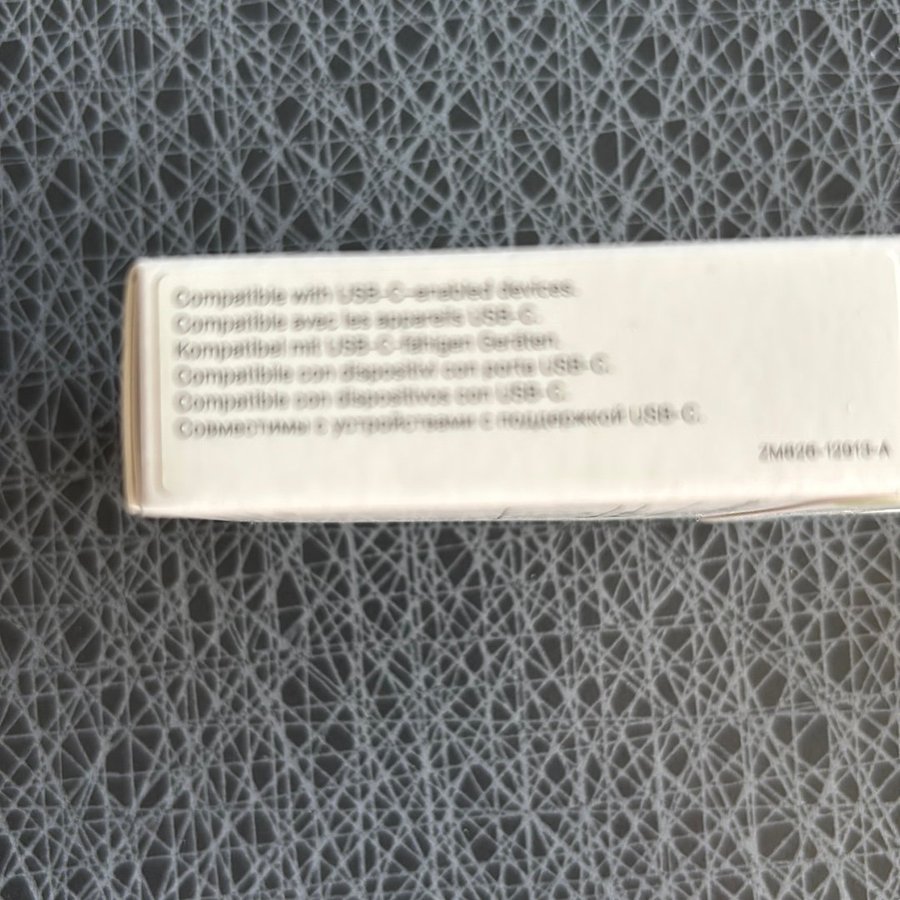 Compatible with USB-C-enabled devices.
Compatible avec les appareils USB-C.
Kompatibel mit USB-C-fähigen Geräten.
Compatibile con dispositivi con porta USB-C.
Compatible con dispositivos con USB-C.
Совместимы с устройствами с поддержкой USB-C.
ZM626-12913-A